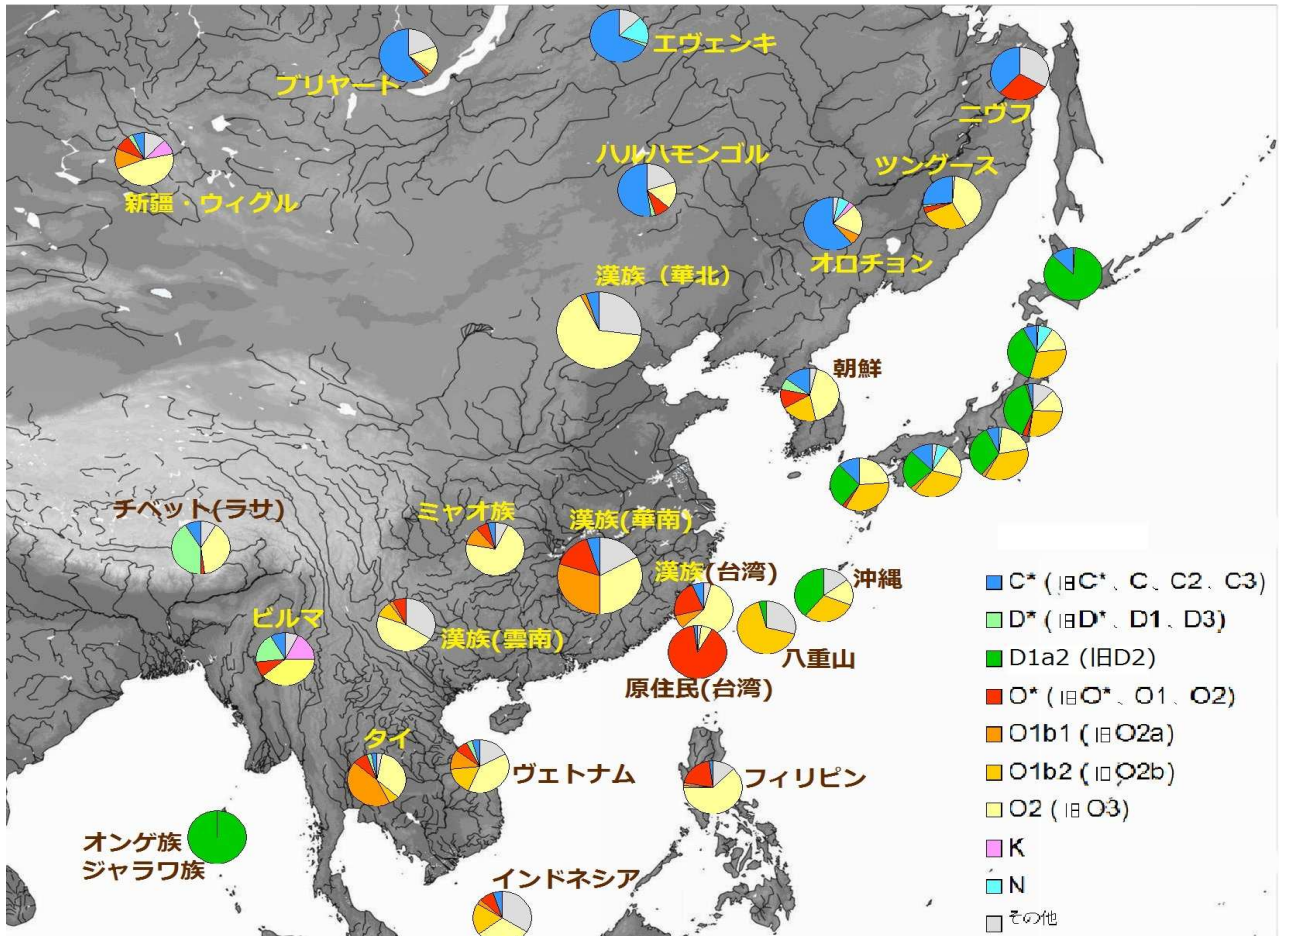 エヴェンキ
ブリヤート
ニヴフ
ハルハモンゴル
ツングース
新疆・ウィグル
オロチョン
漢族（華北）
朝鮮
チベット(ラサ)
ミャオ族
漢族(華南)
漢族(台湾)
沖縄
ビルマ
漢族(雲南)
八重山
原住民(台湾)
タイ
ヴェトナム
フィリピン
オンゲ族
ジャラワ族
インドネシア
C* (旧C*、C、C2、C3)
D* (旧D*、D1、D3)
D1a2 (旧D2)
O* (旧O*、O1、O2)
O1b1 (旧O2a)
O1b2 (旧O2b)
O2 (旧O3)
K
N
その他